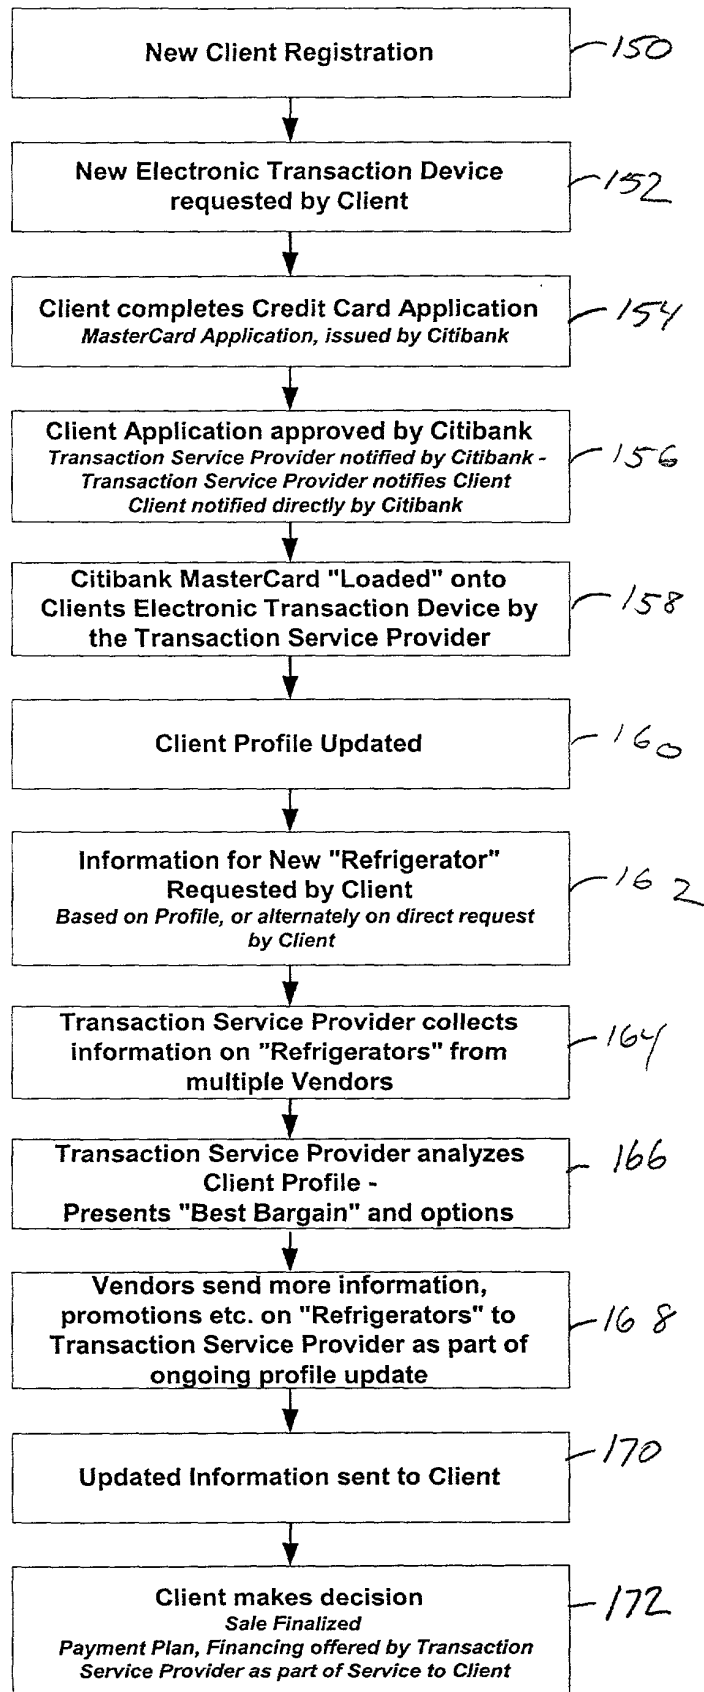 New Client Registration
150
New Electronic Transaction Device
requested by Client
152
Client completes Credit Card Application
MasterCard Application, issued by Citibank
154
Client Application approved by Citibank
Transaction Service Provider notified by Citibank -
Transaction Service Provider notifies Client
Client notified directly by Citibank
156
Citibank MasterCard "Loaded" onto
Clients Electronic Transaction Device by
the Transaction Service Provider
158
Client Profile Updated
160
Information for New "Refrigerator"
Requested by Client
Based on Profile, or alternately on direct request
by Client
162
Transaction Service Provider collects
information on "Refrigerators" from
multiple Vendors
164
Transaction Service Provider analyzes
Client Profile -
Presents "Best Bargain" and options
166
Vendors send more information,
promotions etc. on "Refrigerators" to
Transaction Service Provider as part of
ongoing profile update
168
Updated Information sent to Client
170
Client makes decision
Sale Finalized
Payment Plan, Financing offered by Transaction
Service Provider as part of Service to Client
172